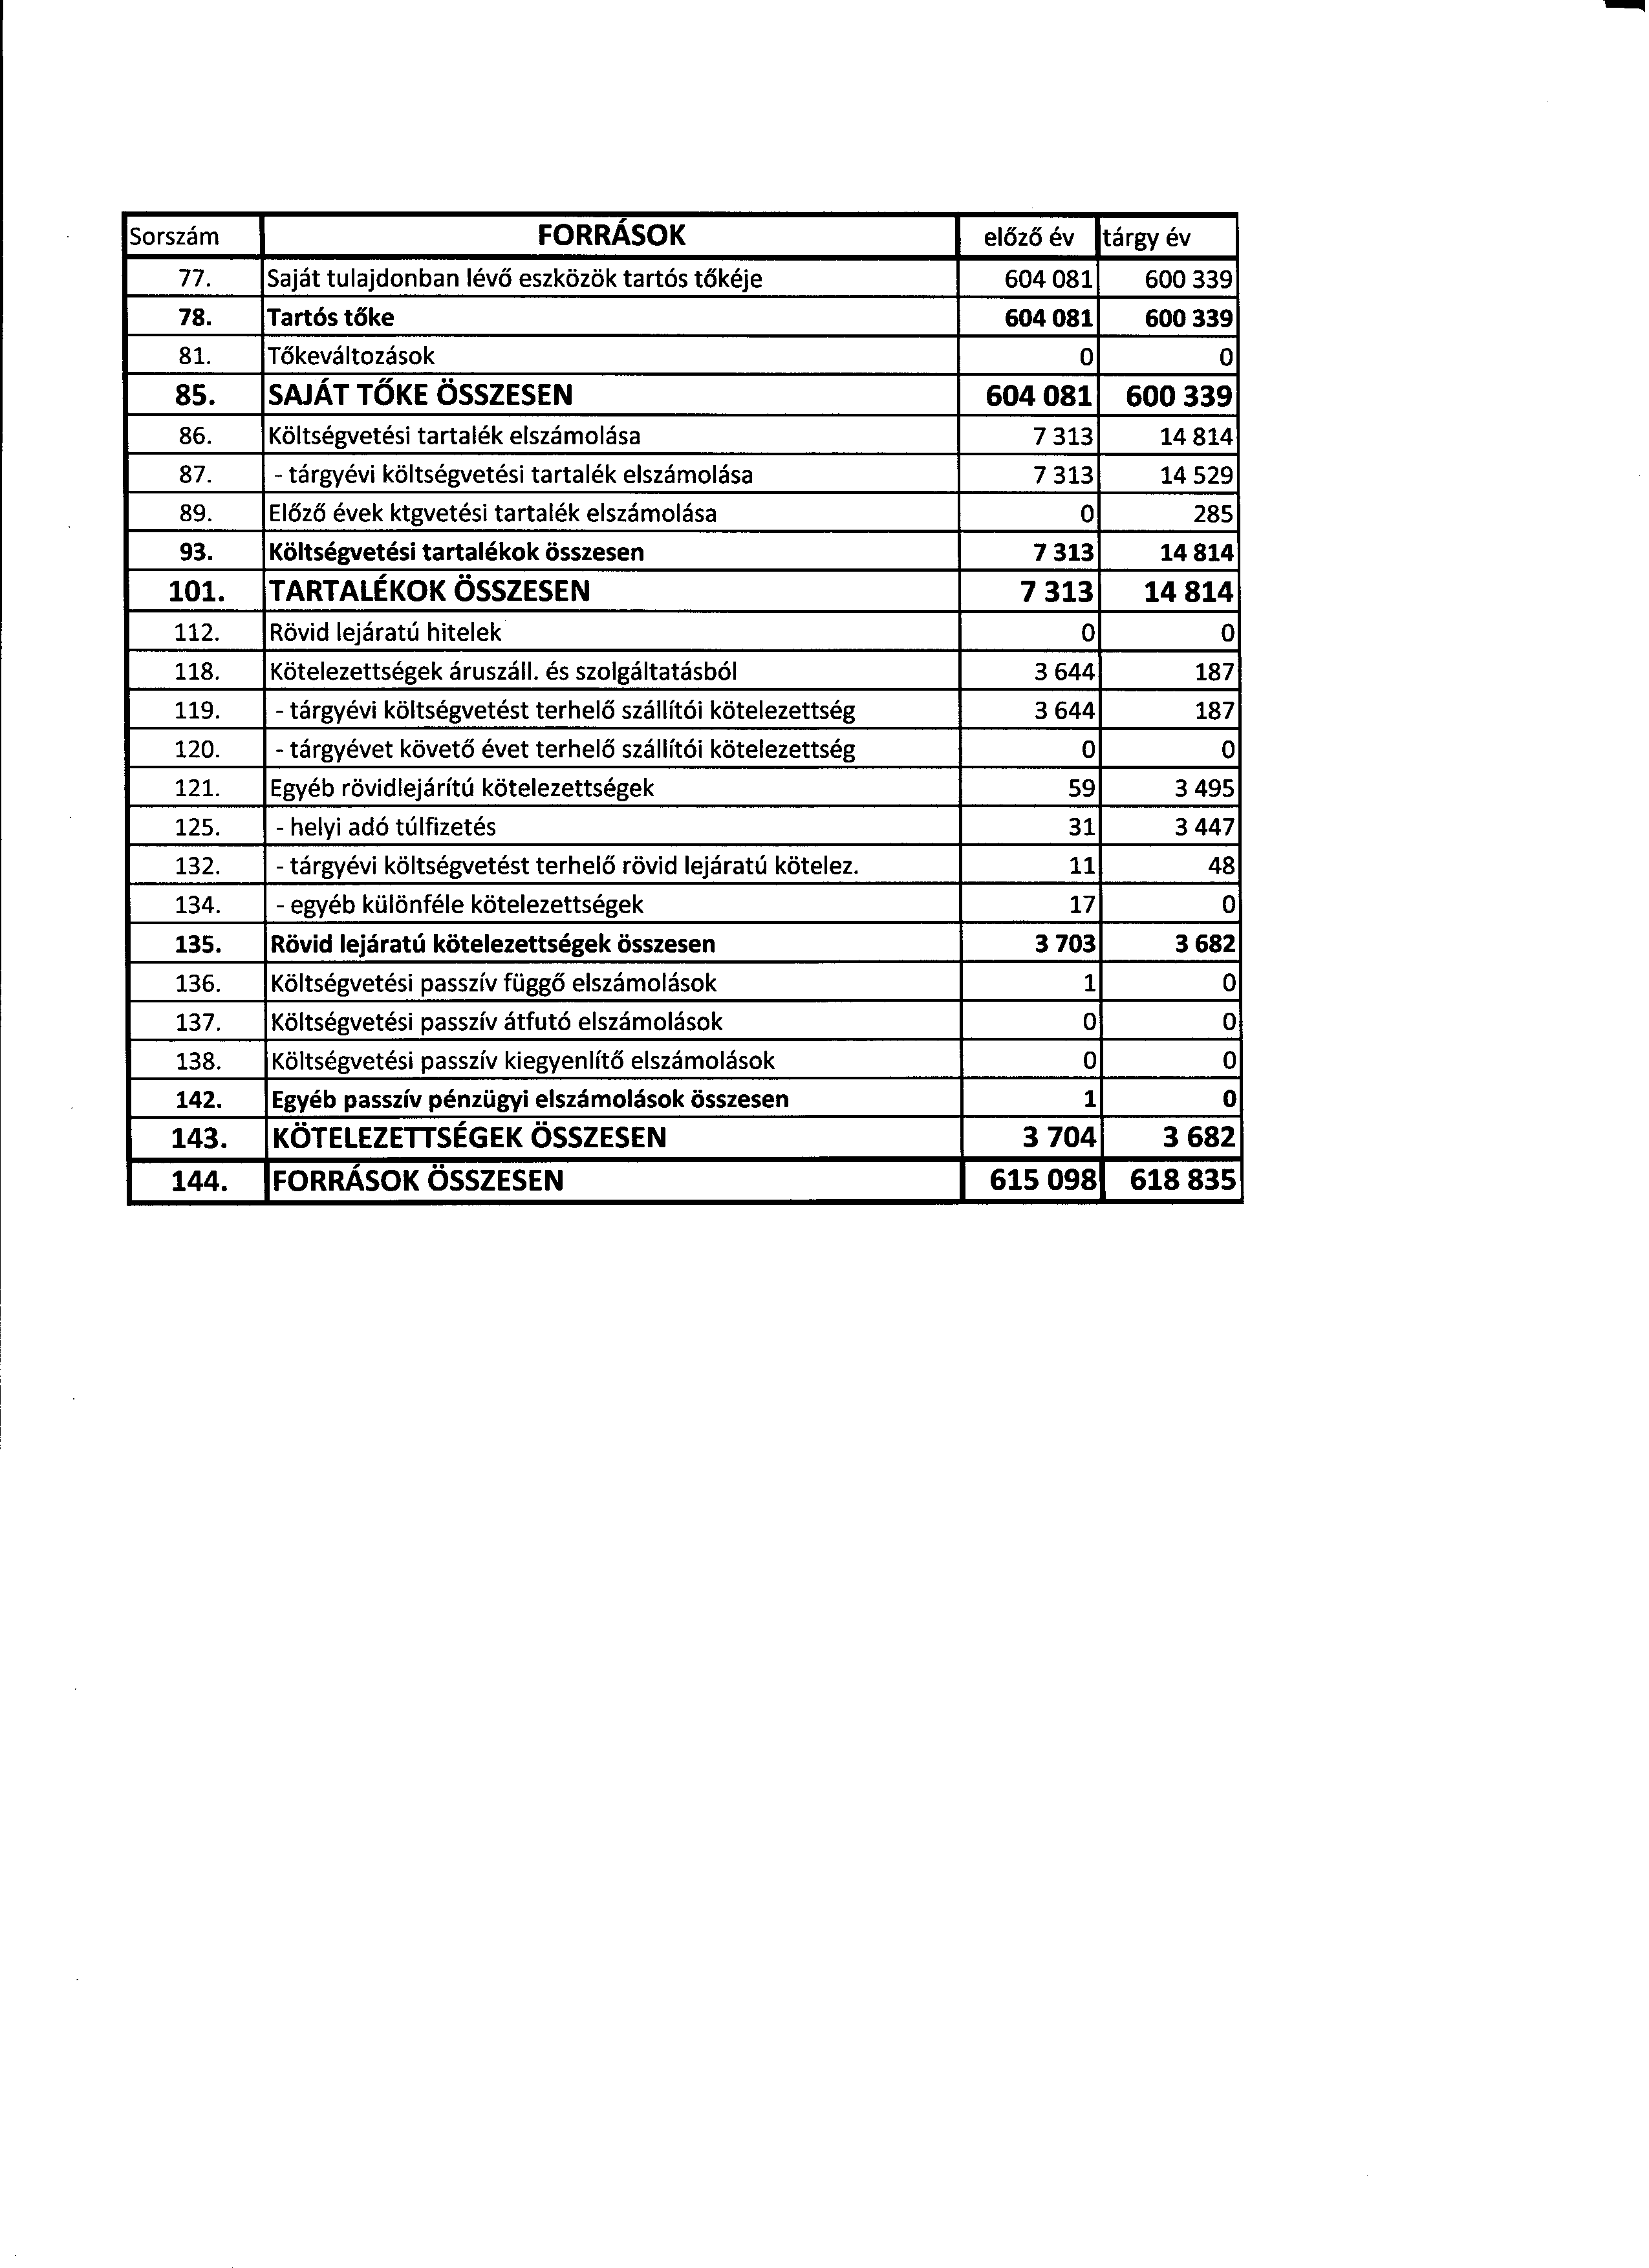 Sorszám FORRÁSOK előző év tárgy év
77. Saját tulajdonban lévő eszközök tartós tőkéje 604 081 600 339
78. Tartós tőke 604 081 600 339
81. Tőkeváltozások 0 0
85. SAJÁT TŐKE ÖSSZESEN 604 081 600 339
86. Költségvetési tartalék elszámolása 7 313 14 814
87. - tárgyévi költségvetési tartalék elszámolása 7 313 14 529
89. Előző évek ktgvetési tartalék elszámolása 0 285
93. Költségvetési tartalékok összesen 7 313 14 814
101. TARTALÉKOK ÖSSZESEN 7 313 14 814
112. Rövid lejáratú hitelek 0 0
118. Kötelezettségek áruszáll. és szolgáltatásból 3 644 187
119. - tárgyévi költségvetést terhelő szállítói kötelezettség 3 644 187
120. - tárgyévet követő évet terhelő szállítói kötelezettség 0 0
121. Egyéb rövidlejárítú kötelezettségek 59 3 495
125. - helyi adó túlfizetés 31 3 447
132. - tárgyévi költségvetést terhelő rövid lejáratú kötelez. 11 48
134. - egyéb különféle kötelezettségek 17 0
135. Rövid lejáratú kötelezettségek összesen 3 703 3 682
136. Költségvetési passzív függő elszámolások 1 0
137. Költségvetési passzív átfutó elszámolások 0 0
138. Költségvetési passzív kiegyenlítő elszámolások 0 0
142. Egyéb passzív pénzügyi elszámolások összesen 1 0
143. KÖTELEZETTSÉGEK ÖSSZESEN 3 704 3 682
144. FORRÁSOK ÖSSZESEN 615 098 618 835